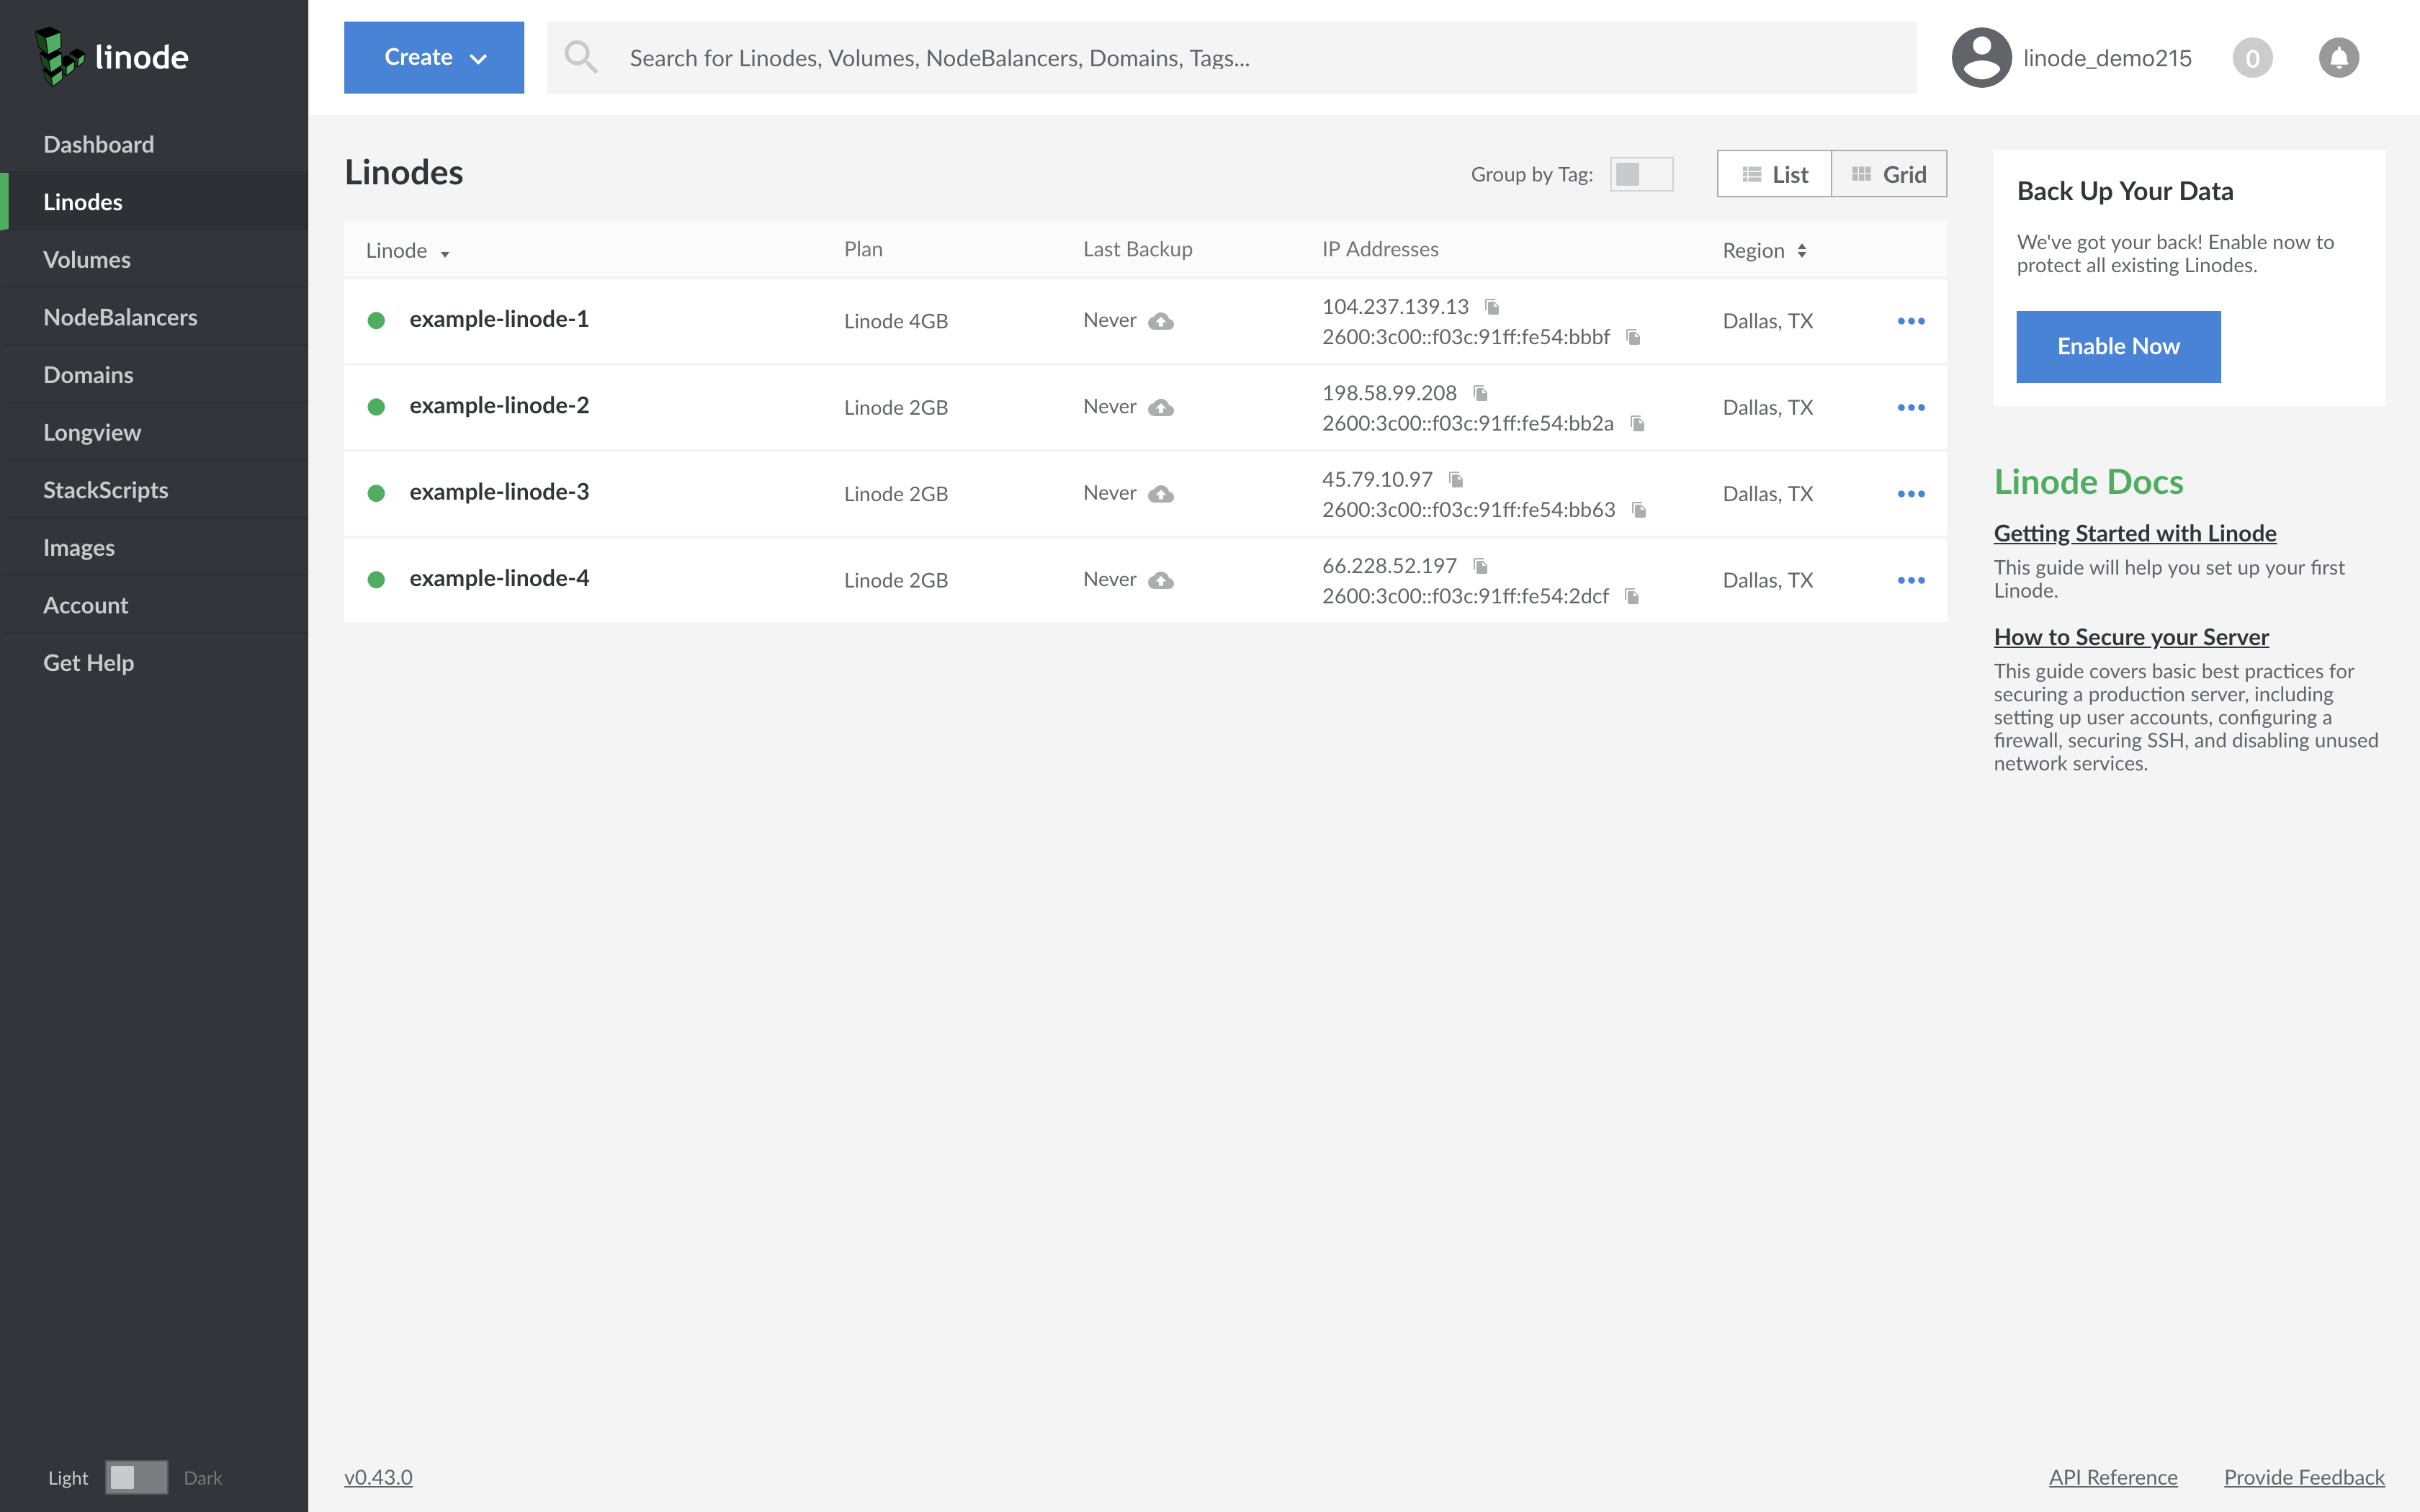 linode
Create
Search for Linodes, Volumes, NodeBalancers, Domains, Tags...
linode_demo215
0
Dashboard
Linodes
Volumes
NodeBalancers
Domains
Longview
StackScripts
Images
Account
Get Help
Light
Dark
Linodes
Group by Tag:
List
Grid
Linode
Plan
Last Backup
IP Addresses
Region
example-linode-1
Linode 4GB
Never
104.237.139.13
2600:3c00::f03c:91ff:fe54:bbbf
Dallas, TX
example-linode-2
Linode 2GB
Never
198.58.99.208
2600:3c00::f03c:91ff:fe54:bb2a
Dallas, TX
example-linode-3
Linode 2GB
Never
45.79.10.97
2600:3c00::f03c:91ff:fe54:bb63
Dallas, TX
example-linode-4
Linode 2GB
Never
66.228.52.197
2600:3c00::f03c:91ff:fe54:2dcf
Dallas, TX
Back Up Your Data
We've got your back! Enable now to
protect all existing Linodes.
Enable Now
Linode Docs
Getting Started with Linode
This guide will help you set up your first
Linode.
How to Secure your Server
This guide covers basic best practices for
securing a production server, including
setting up user accounts, configuring a
firewall, securing SSH, and disabling unused
network services.
v0.43.0
API Reference
Provide Feedback